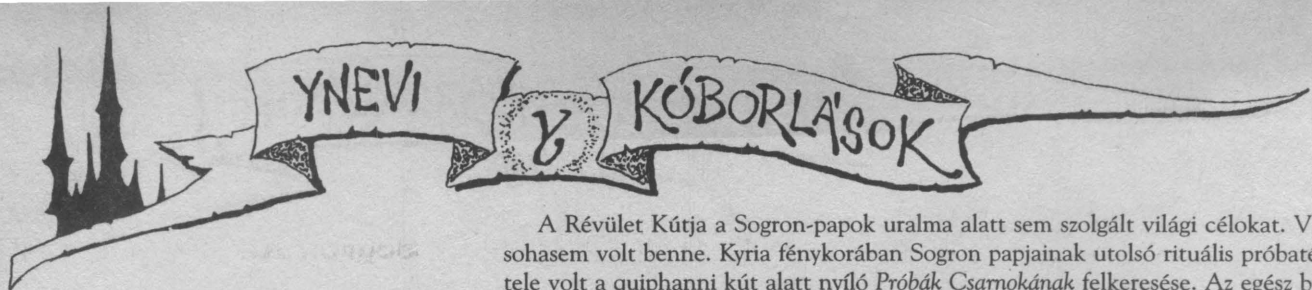 YNEVI
Y
KÓBORLÁSOK
A Révület Kútja a Sogron-papok uralma alatt sem szolgált világi célokat. V
sohasem volt benne. Kyria fénykorában Sogron papjainak utolsó rituális próbaté
tele volt a quiphanni kút alatt nyíló Próbák Csarnokának felkeresése. Az egész b